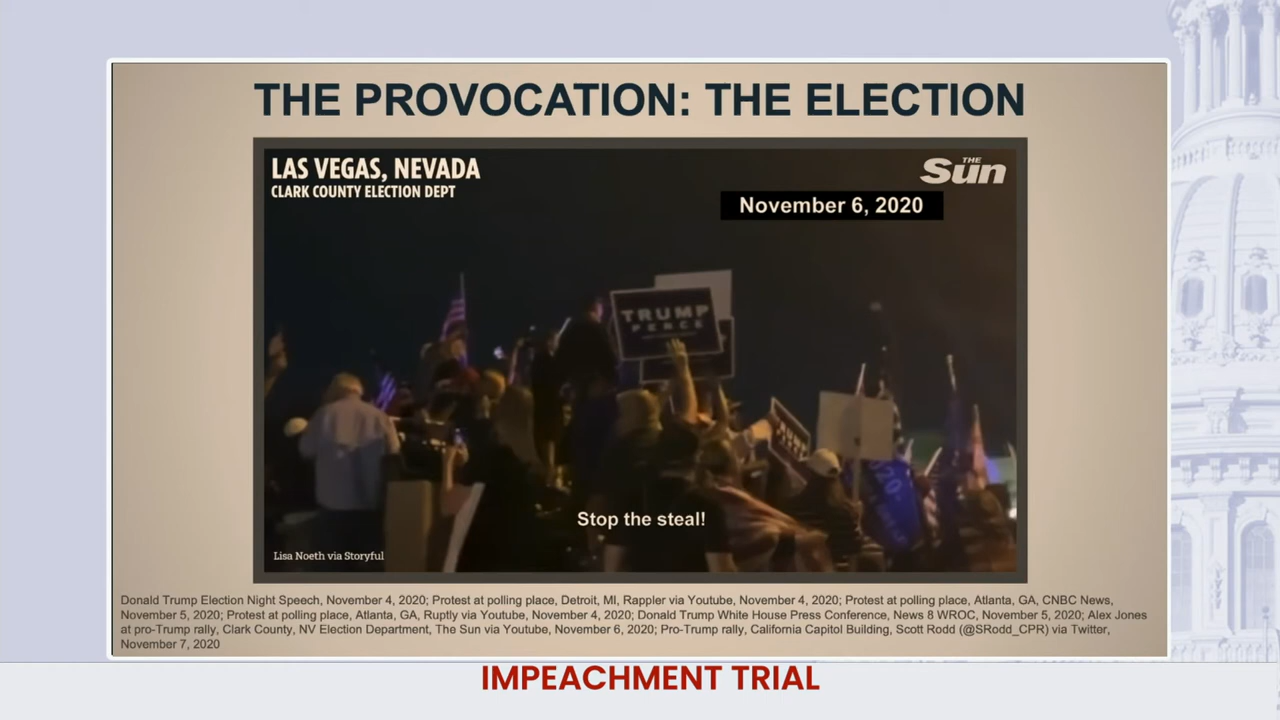 THE PROVOCATION: THE ELECTION
LAS VEGAS, NEVADA
CLARK COUNTY ELECTION DEPT
THE
Sun
November 6, 2020
TRUMP
PENCE
TRUMP
Stop the steal!
Lisa Noeth via Storyful
Donald Trump Election Night Speech, November 4, 2020; Protest at polling place, Detroit, MI, Rappler via Youtube, November 4, 2020; Protest at polling place, Atlanta, GA, CNBC News,
November 5, 2020; Protest at polling place, Atlanta, GA, Ruptly via Youtube, November 4, 2020; Donald Trump White House Press Conference, News 8 WROC, November 5, 2020; Alex Jones
at pro-Trump rally, Clark County, NV Election Department, The Sun via Youtube, November 6, 2020; Pro-Trump rally, California Capitol Building, Scott Rodd (@SRodd_CPR) via Twitter,
November 7, 2020
IMPEACHMENT TRIAL